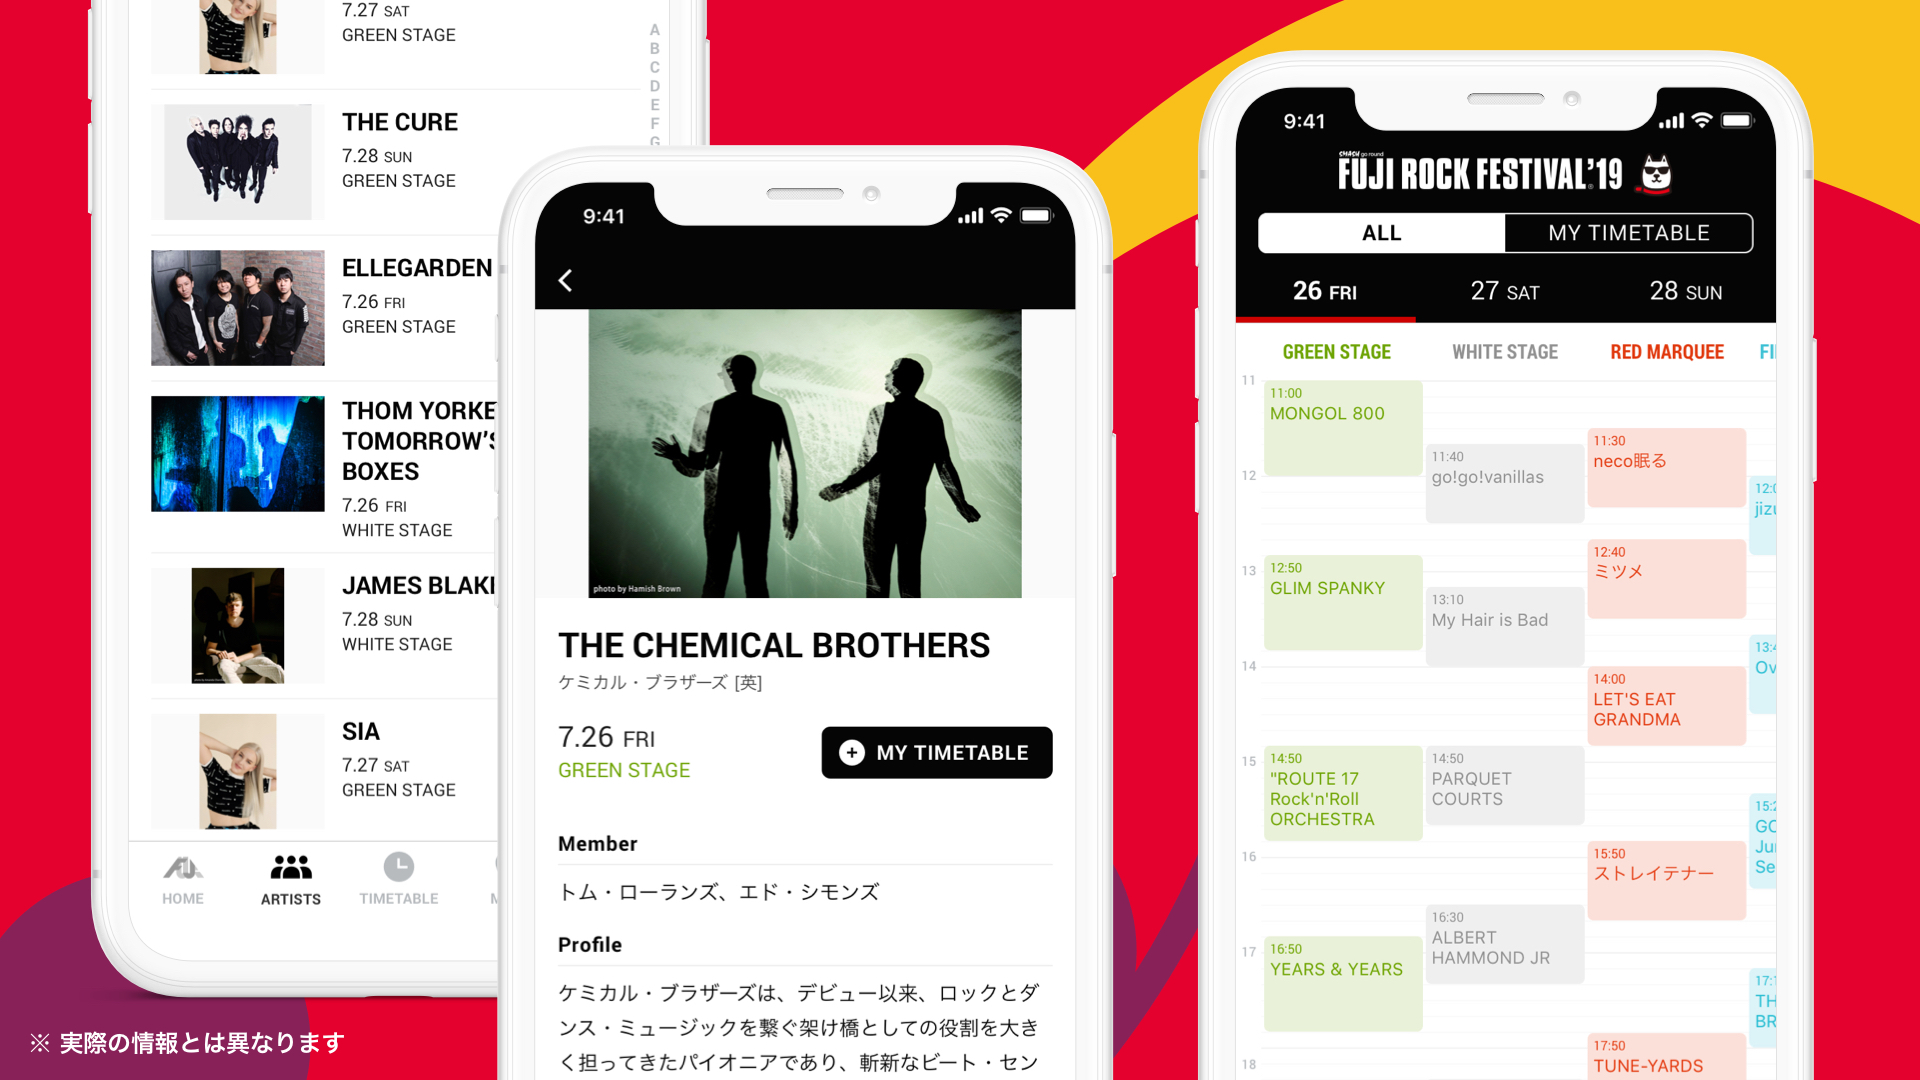 7.27 SAT
GREEN STAGE
THE CURE
7.28 SUN
GREEN STAGE
ELLEGARDEN
7.26 FRI
GREEN STAGE
THOM YORKE
TOMORROW'S
BOXES
7.26 FRI
WHITE STAGE
JAMES BLAKE
7.28 SUN
WHITE STAGE
SIA
7.27 SAT
GREEN STAGE
A
B
C
D
E
F
G
HOME
ARTISTS
TIMETABLE
※ 実際の情報とは異なります
9:41
photo by Hamish Brown
THE CHEMICAL BROTHERS
ケミカル・ブラザーズ [英]
7.26 FRI
GREEN STAGE
MY TIMETABLE
Member
トム・ローランズ、エド・シモンズ
Profile
ケミカル・ブラザーズは、デビュー以来、ロックとダ
ンス・ミュージックを繋ぐ架け橋としての役割を大き
く担ってきたパイオニアであり、斬新なビート・セン
9:41
SMASH go round
FUJI ROCK FESTIVAL'19
ALL
MY TIMETABLE
26 FRI
27 SAT
28 SUN
GREEN STAGE
WHITE STAGE
RED MARQUEE
FI
11
12
13
14
15
16
17
18
11:00
MONGOL 800
12:50
GLIM SPANKY
14:50
"ROUTE 17
Rock'n'Roll
ORCHESTRA
16:50
YEARS & YEARS
11:40
go!go!vanillas
13:10
My Hair is Bad
14:50
PARQUET
COURTS
16:30
ALBERT
HAMMOND JR
11:30
neco眠る
12:40
ミツメ
14:00
LET'S EAT
GRANDMA
15:50
ストレイテナー
17:50
TUNE-YARDS
12:0
jizu
13:4
Ov
15:2
GO
Jui
Se
17:1
TH
BR